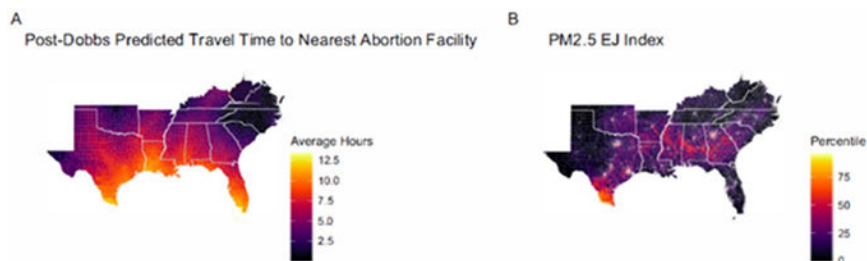 A
Post-Dobbs Predicted Travel Time to Nearest Abortion Facility
Average Hours
12.5
10.0
7.5
5.0
2.5
B
PM2.5 EJ Index
Percentile
75
50
25
0